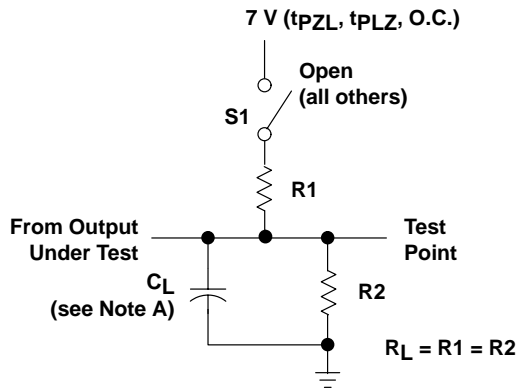 7 V (tPZL, tPLZ, O.C.)
Open
(all others)
S1
R1
From Output
Under Test
Test
Point
CL
(see Note A)
R2
RL = R1 = R2